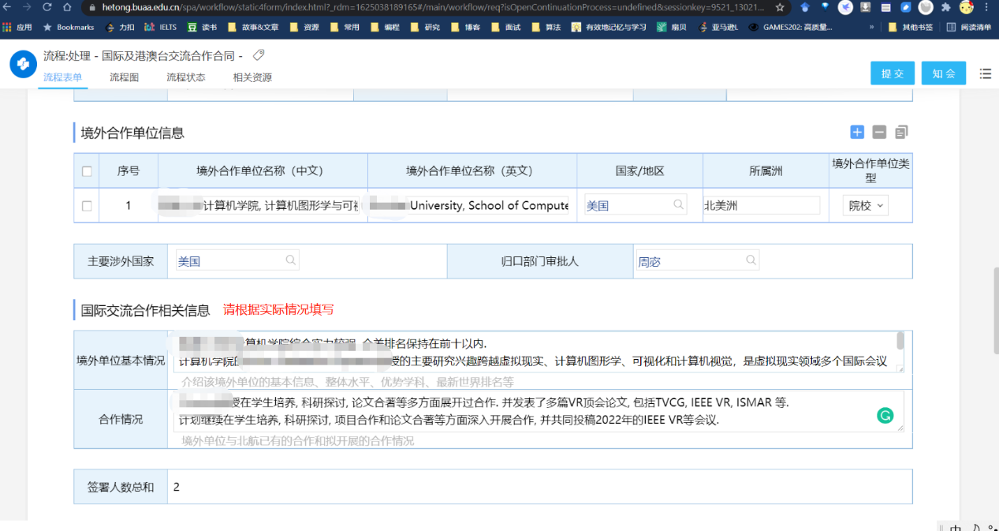 hetong.buaa.edu.cn/spa/workflow/static4form/index.html?_rdm=1625038189165#/main/workflow/req?isOpenContinuationProcess=undefined&sessionkey=9521_13021...
应用 Bookmarks 力扣 IELTS 读书 故事&文章 资源 常用 编程 研究 博客 面试 算法 有效地记忆与学习 扇贝 亚马逊L GAMES202: 高质量... » 其他书签 阅读清单
流程:处理 - 国际及港澳台交流合作合同 -
流程表单 流程图 流程状态 相关资源
提交 知会
境外合作单位信息
序号 境外合作单位名称（中文） 境外合作单位名称（英文） 国家/地区 所属洲 境外合作单位类型
1 计算机学院, 计算机图形学与可视 University, School of Compute 美国 北美洲 院校
主要涉外国家 美国 归口部门审批人 周宓
国际交流合作相关信息 请根据实际情况填写
境外单位基本情况
算机学院综合实力较强, 全美排名保持在前十以内.
计算机学院的 授的主要研究兴趣跨越虚拟现实、计算机图形学、可视化和计算机视觉，是虚拟现实领域多个国际会议
介绍该境外单位的基本信息、整体水平、优势学科、最新世界排名等
合作情况
授在学生培养, 科研探讨, 论文合著等多方面展开过合作. 并发表了多篇VR顶会论文, 包括TVCG, IEEE VR, ISMAR 等.
计划继续在学生培养, 科研探讨, 项目合作和论文合著等方面深入开展合作, 并共同投稿2022年的IEEE VR等会议.
境外单位与北航已有的合作和拟开展的合作情况
签署人数总和 2
中